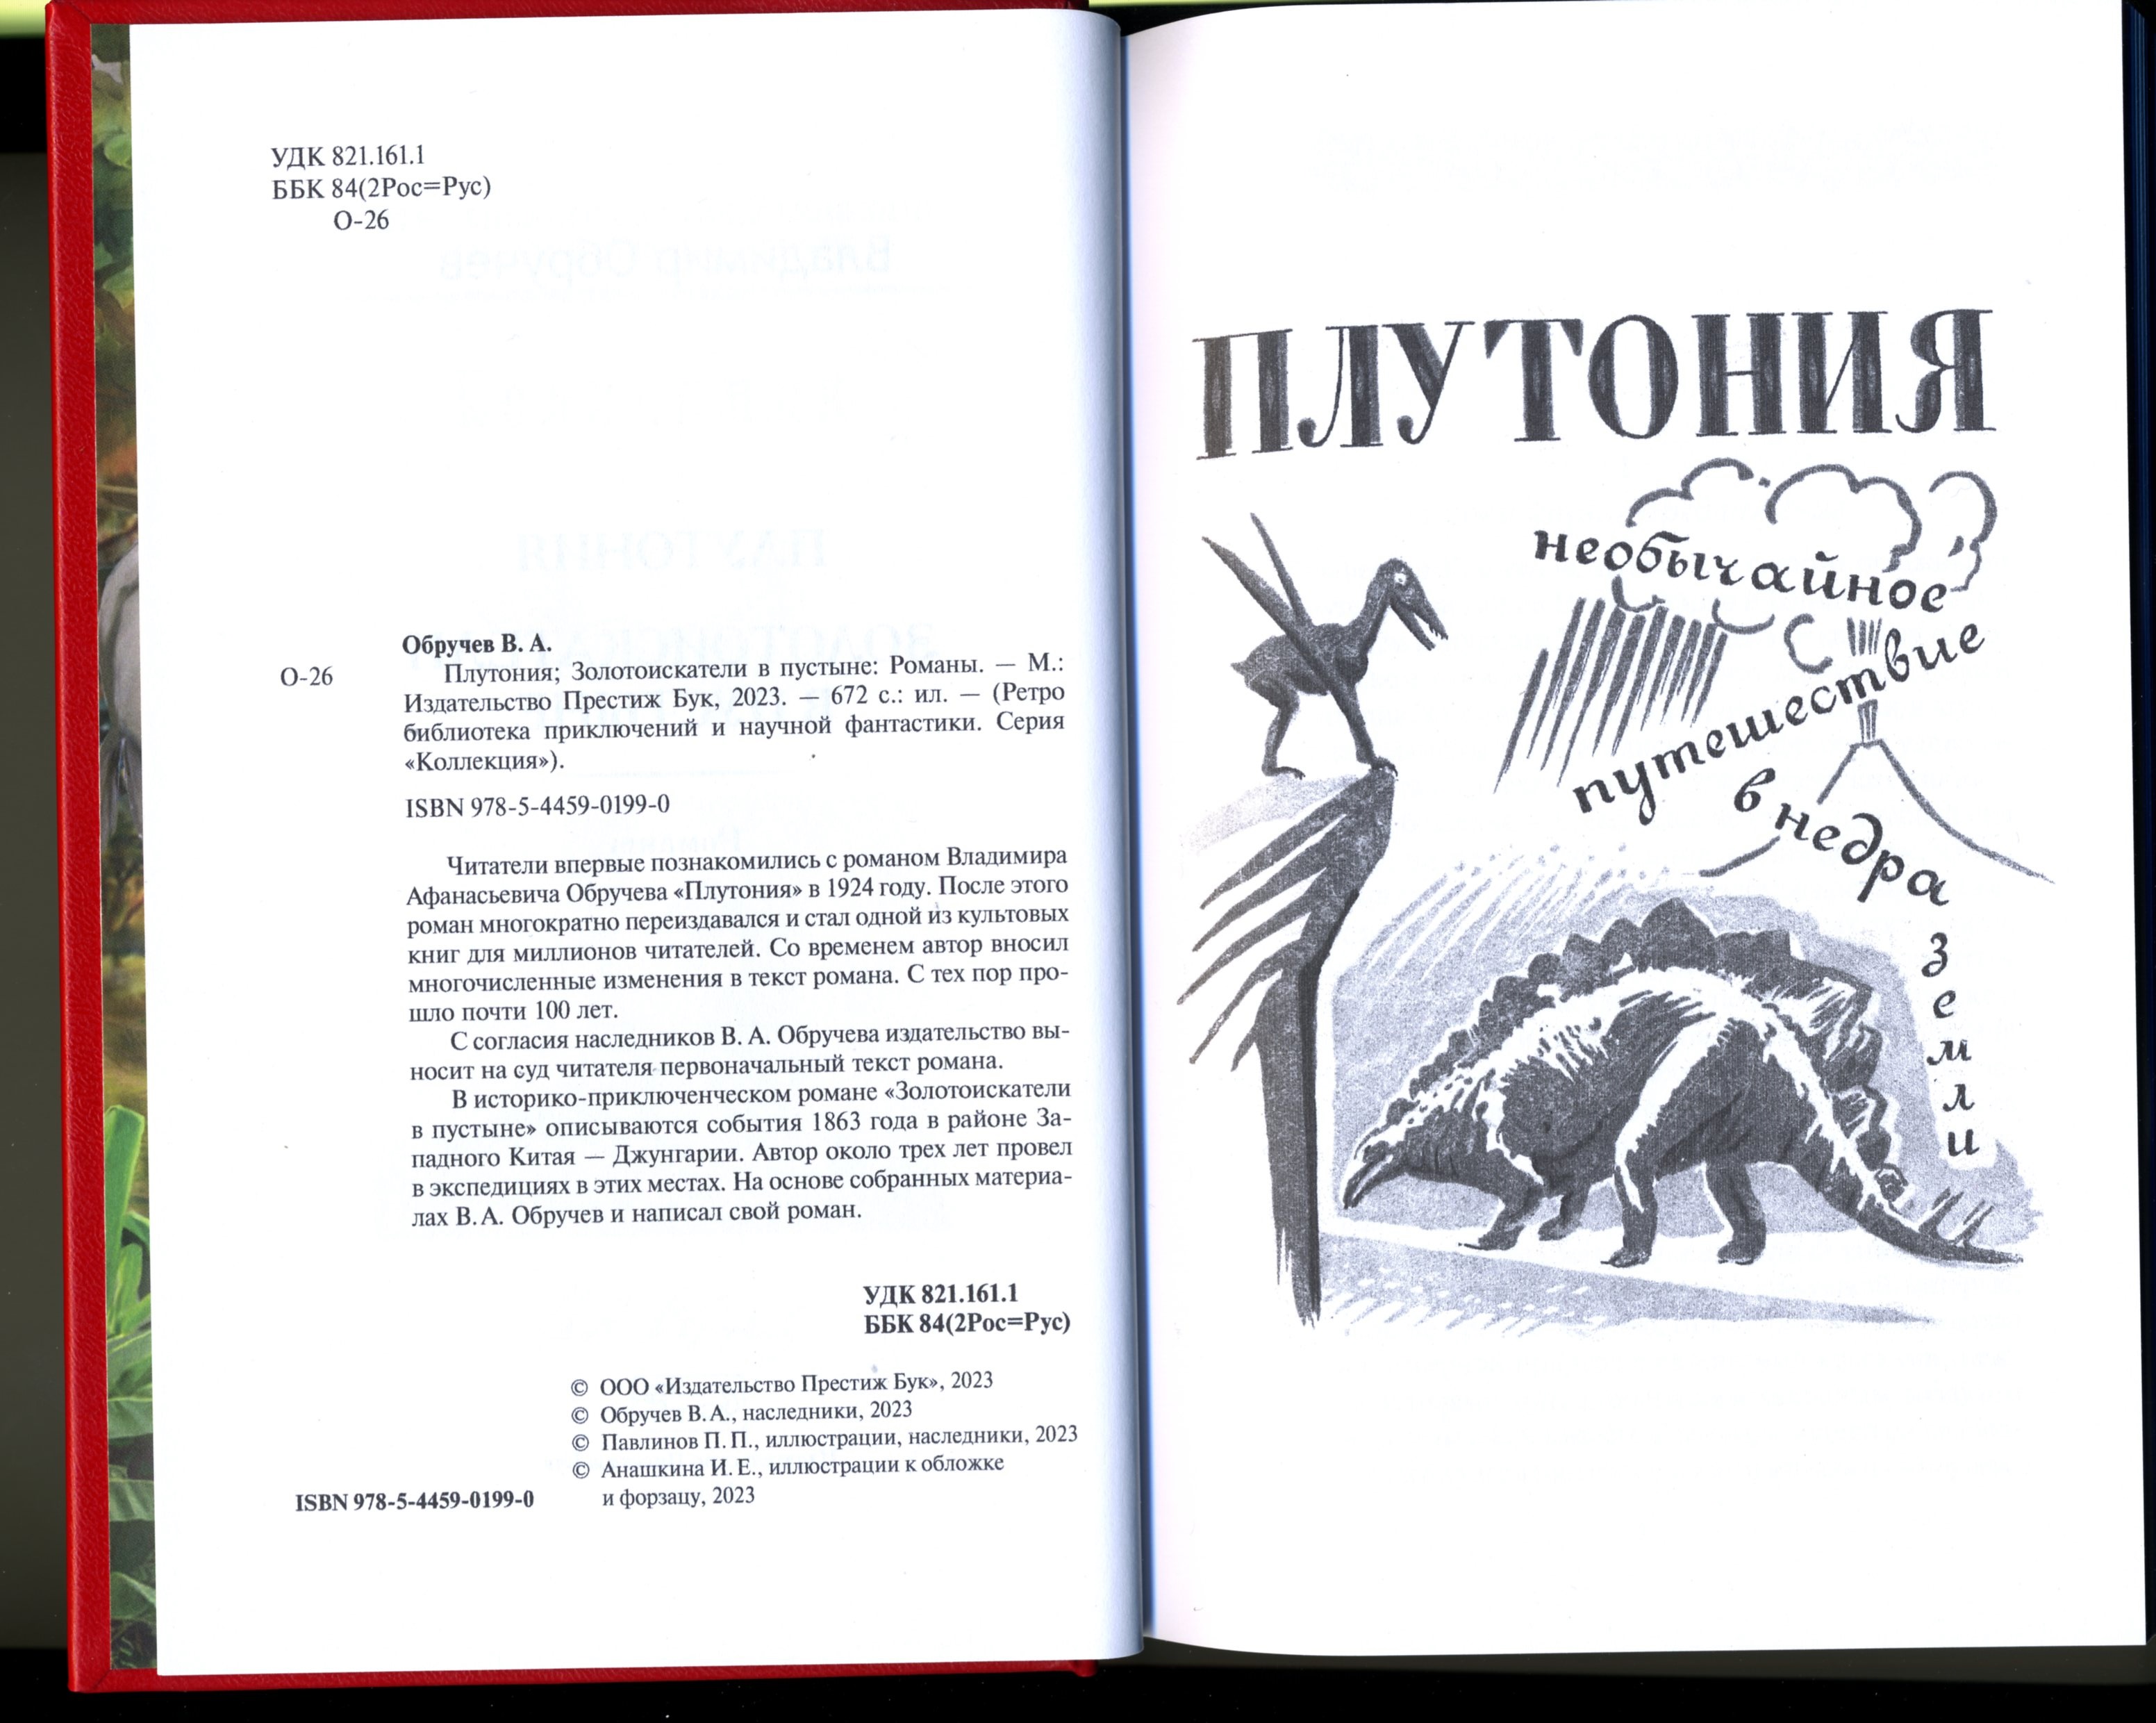 УДК 821.161.1
ББК 84(2Рос=Рус)
О-26
Обручев В. А.
О-26
Плутония; Золотоискатели в пустыне: Романы. — М.:
Издательство Престиж Бук, 2023. — 672 с.: ил. — (Ретро
библиотека приключений и научной фантастики. Серия
«Коллекция»).
ISBN 978-5-4459-0199-0
Читатели впервые познакомились с романом Владимира
Афанасьевича Обручева «Плутония» в 1924 году. После этого
роман многократно переиздавался и стал одной из культовых
книг для миллионов читателей. Со временем автор вносил
многочисленные изменения в текст романа. С тех пор про-
шло почти 100 лет.
С согласия наследников В. А. Обручева издательство вы-
носит на суд читателя первоначальный текст романа.
В историко-приключенческом романе «Золотоискатели
в пустыне» описываются события 1863 года в районе За-
падного Китая — Джунгарии. Автор около трех лет провел
в экспедициях в этих местах. На основе собранных материа-
лах В. А. Обручев и написал свой роман.
УДК 821.161.1
ББК 84(2Рос=Рус)
© ООО «Издательство Престиж Бук», 2023
© Обручев В. А., наследники, 2023
© Павлинов П. П., иллюстрации, наследники, 2023
© Анашкина И. Е., иллюстрации к обложке
и форзацу, 2023
ISBN 978-5-4459-0199-0
ПЛУТОНИЯ
необычайное
путешествие
в недра
земли